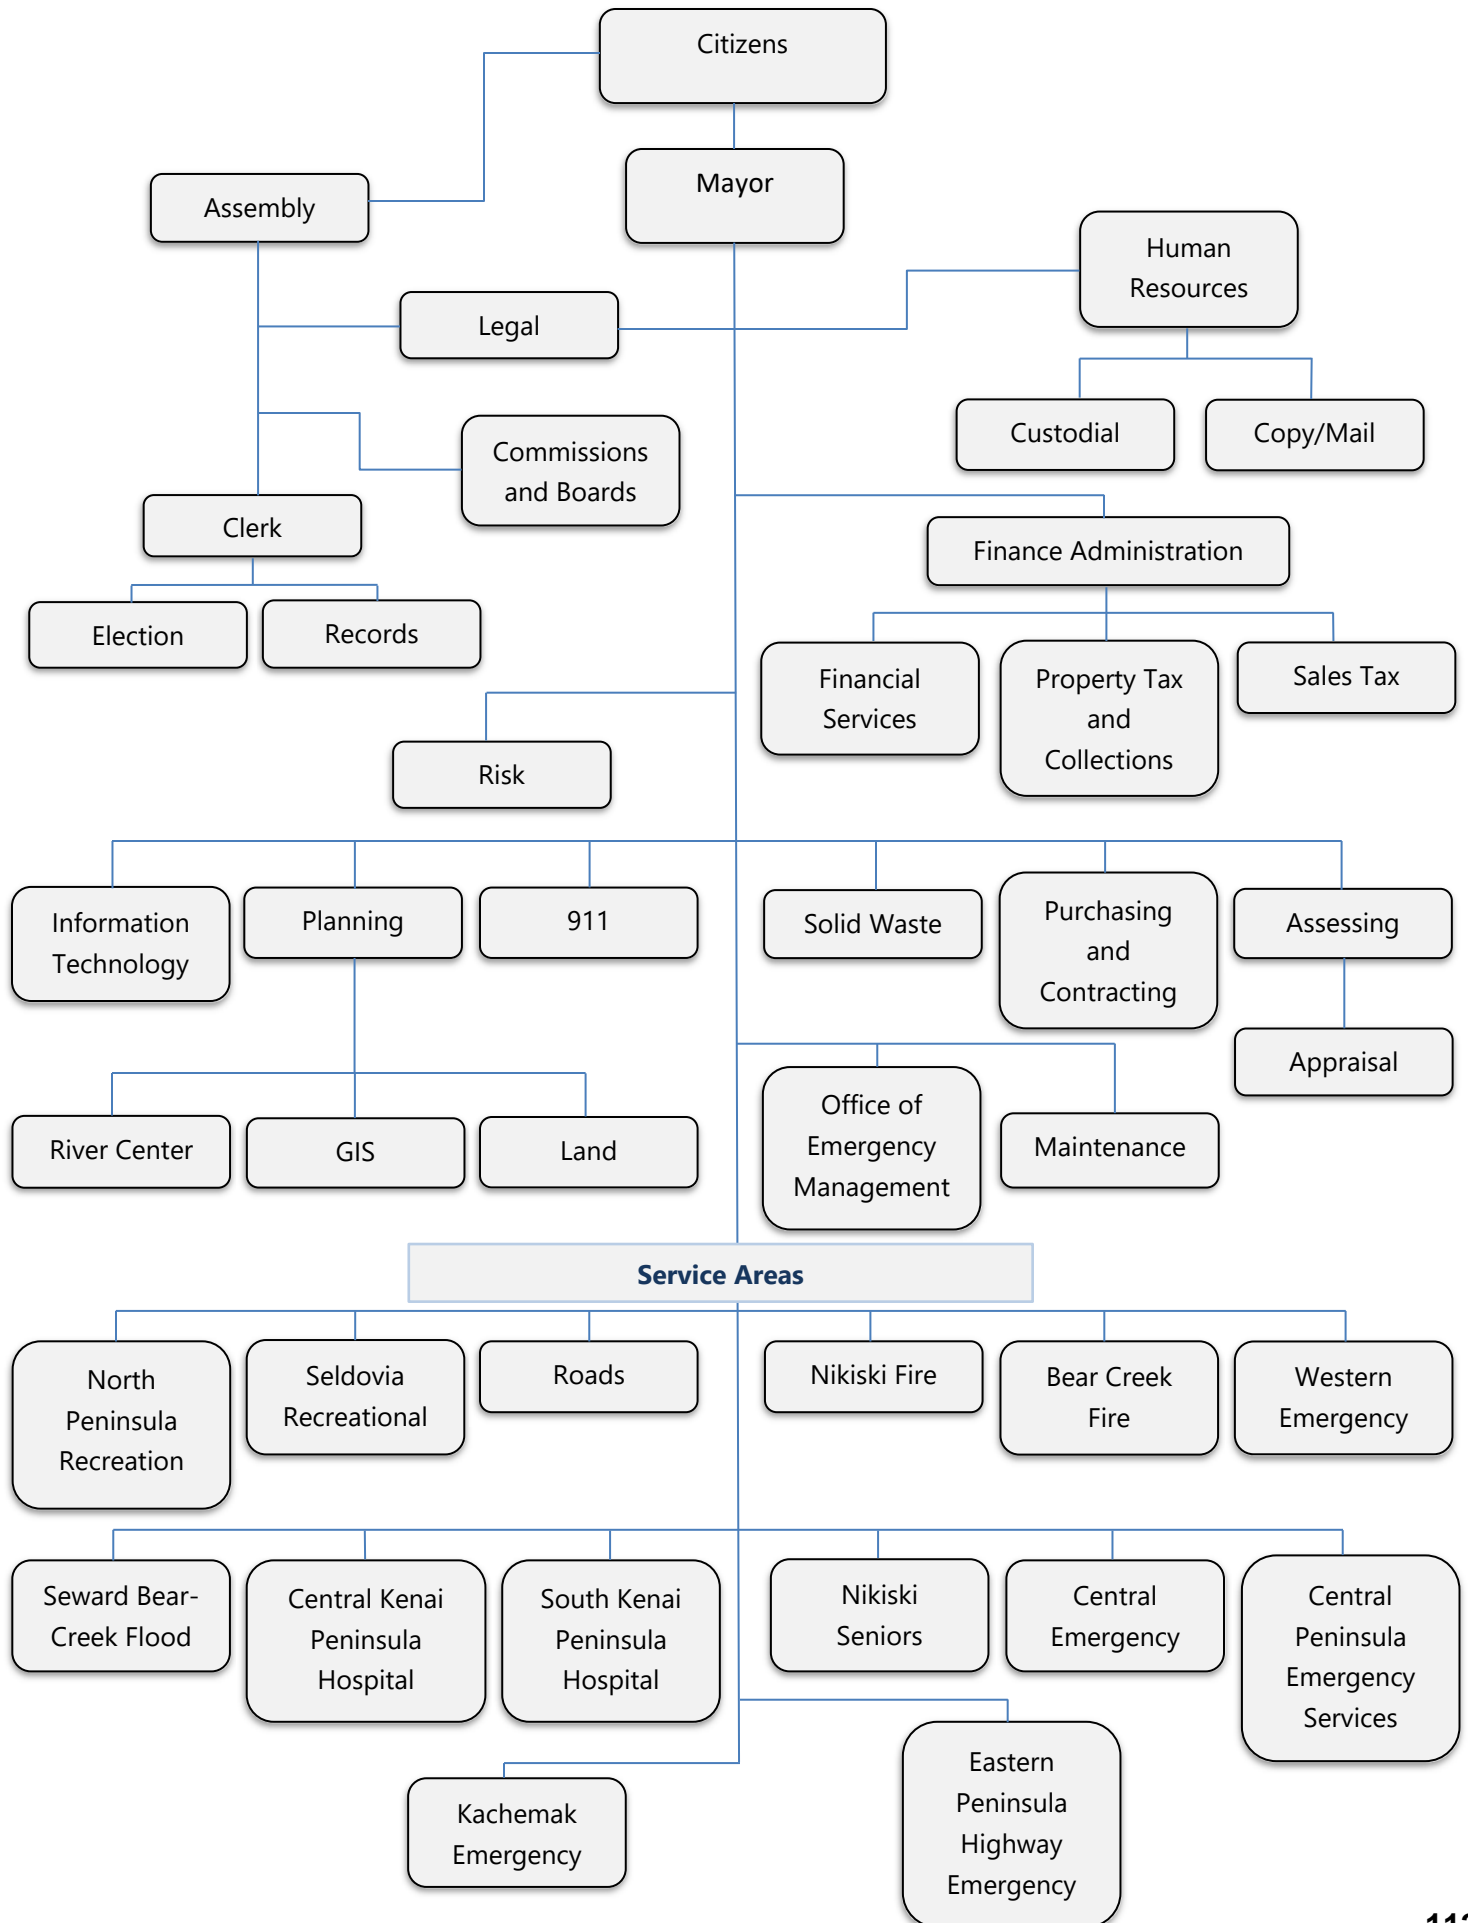 Citizens
Mayor
Assembly
Human
Resources
Legal
Custodial
Copy/Mail
Commissions
and Boards
Clerk
Finance Administration
Election
Records
Financial
Services
Property Tax
and
Collections
Sales Tax
Risk
Information
Technology
Planning
911
Solid Waste
Purchasing
and
Contracting
Assessing
Appraisal
River Center
GIS
Land
Office of
Emergency
Management
Maintenance
Service Areas
North
Peninsula
Recreation
Seldovia
Recreational
Roads
Nikiski Fire
Bear Creek
Fire
Western
Emergency
Seward Bear-
Creek Flood
Central Kenai
Peninsula
Hospital
South Kenai
Peninsula
Hospital
Nikiski
Seniors
Central
Emergency
Central
Peninsula
Emergency
Services
Kachemak
Emergency
Eastern
Peninsula
Highway
Emergency